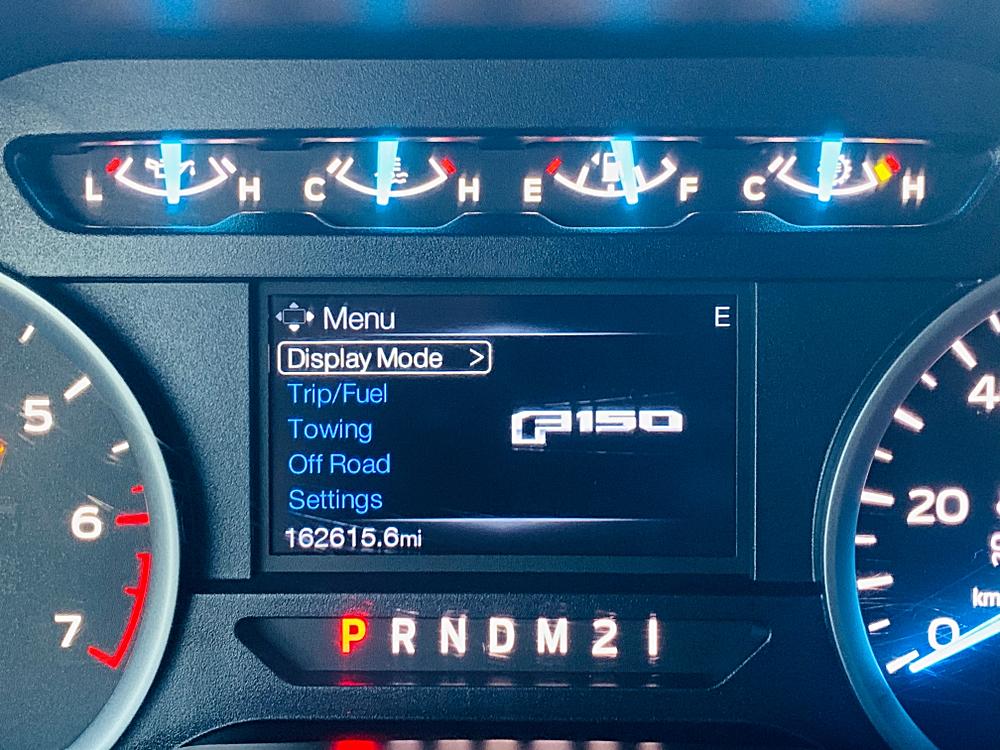 L H C H E F C H
Menu E
Display Mode >
Trip/Fuel
Towing
Off Road
Settings
F150
162615.6mi
P R N D M 2 1
5
6
7
4
20
0
km